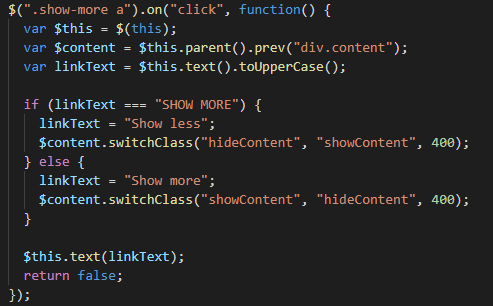 $(".show-more a").on("click", function() {
  var $this = $(this);
  var $content = $this.parent().prev("div.content");
  var linkText = $this.text().toUpperCase();

  if (linkText === "SHOW MORE") {
    linkText = "Show less";
    $content.switchClass("hideContent", "showContent", 400);
  } else {
    linkText = "Show more";
    $content.switchClass("showContent", "hideContent", 400);
  }

  $this.text(linkText);
  return false;
});